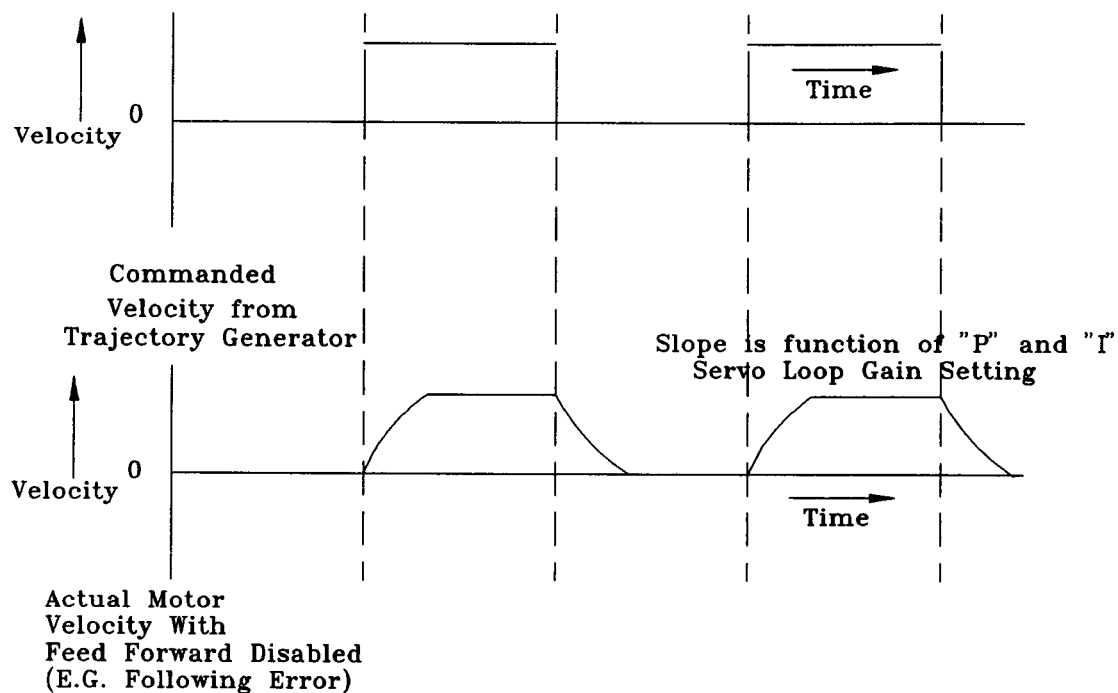 Time
0
Velocity
Commanded
Velocity from
Trajectory Generator
Slope is function of "P" and "I"
Servo Loop Gain Setting
0
Velocity
Time
Actual Motor
Velocity With
Feed Forward Disabled
(E.G. Following Error)